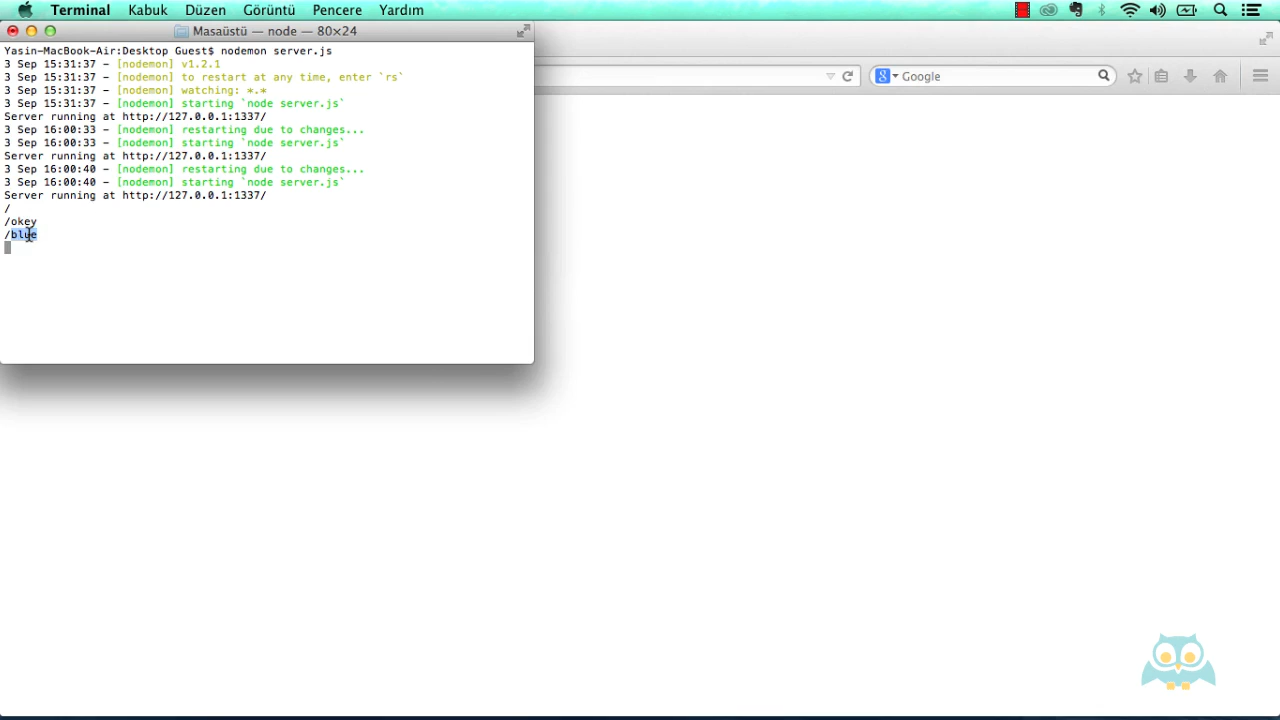 Terminal Kabuk Düzen Görüntü Pencere Yardım
Masaüstü — node — 80×24
Yasin-MacBook-Air:Desktop Guest$ nodemon server.js
3 Sep 15:31:37 - [nodemon] v1.2.1
3 Sep 15:31:37 - [nodemon] to restart at any time, enter `rs`
3 Sep 15:31:37 - [nodemon] watching: *.*
3 Sep 15:31:37 - [nodemon] starting `node server.js`
Server running at http://127.0.0.1:1337/
3 Sep 16:00:33 - [nodemon] restarting due to changes...
3 Sep 16:00:33 - [nodemon] starting `node server.js`
Server running at http://127.0.0.1:1337/
3 Sep 16:00:40 - [nodemon] restarting due to changes...
3 Sep 16:00:40 - [nodemon] starting `node server.js`
Server running at http://127.0.0.1:1337/
/
/okey
/blue
Google